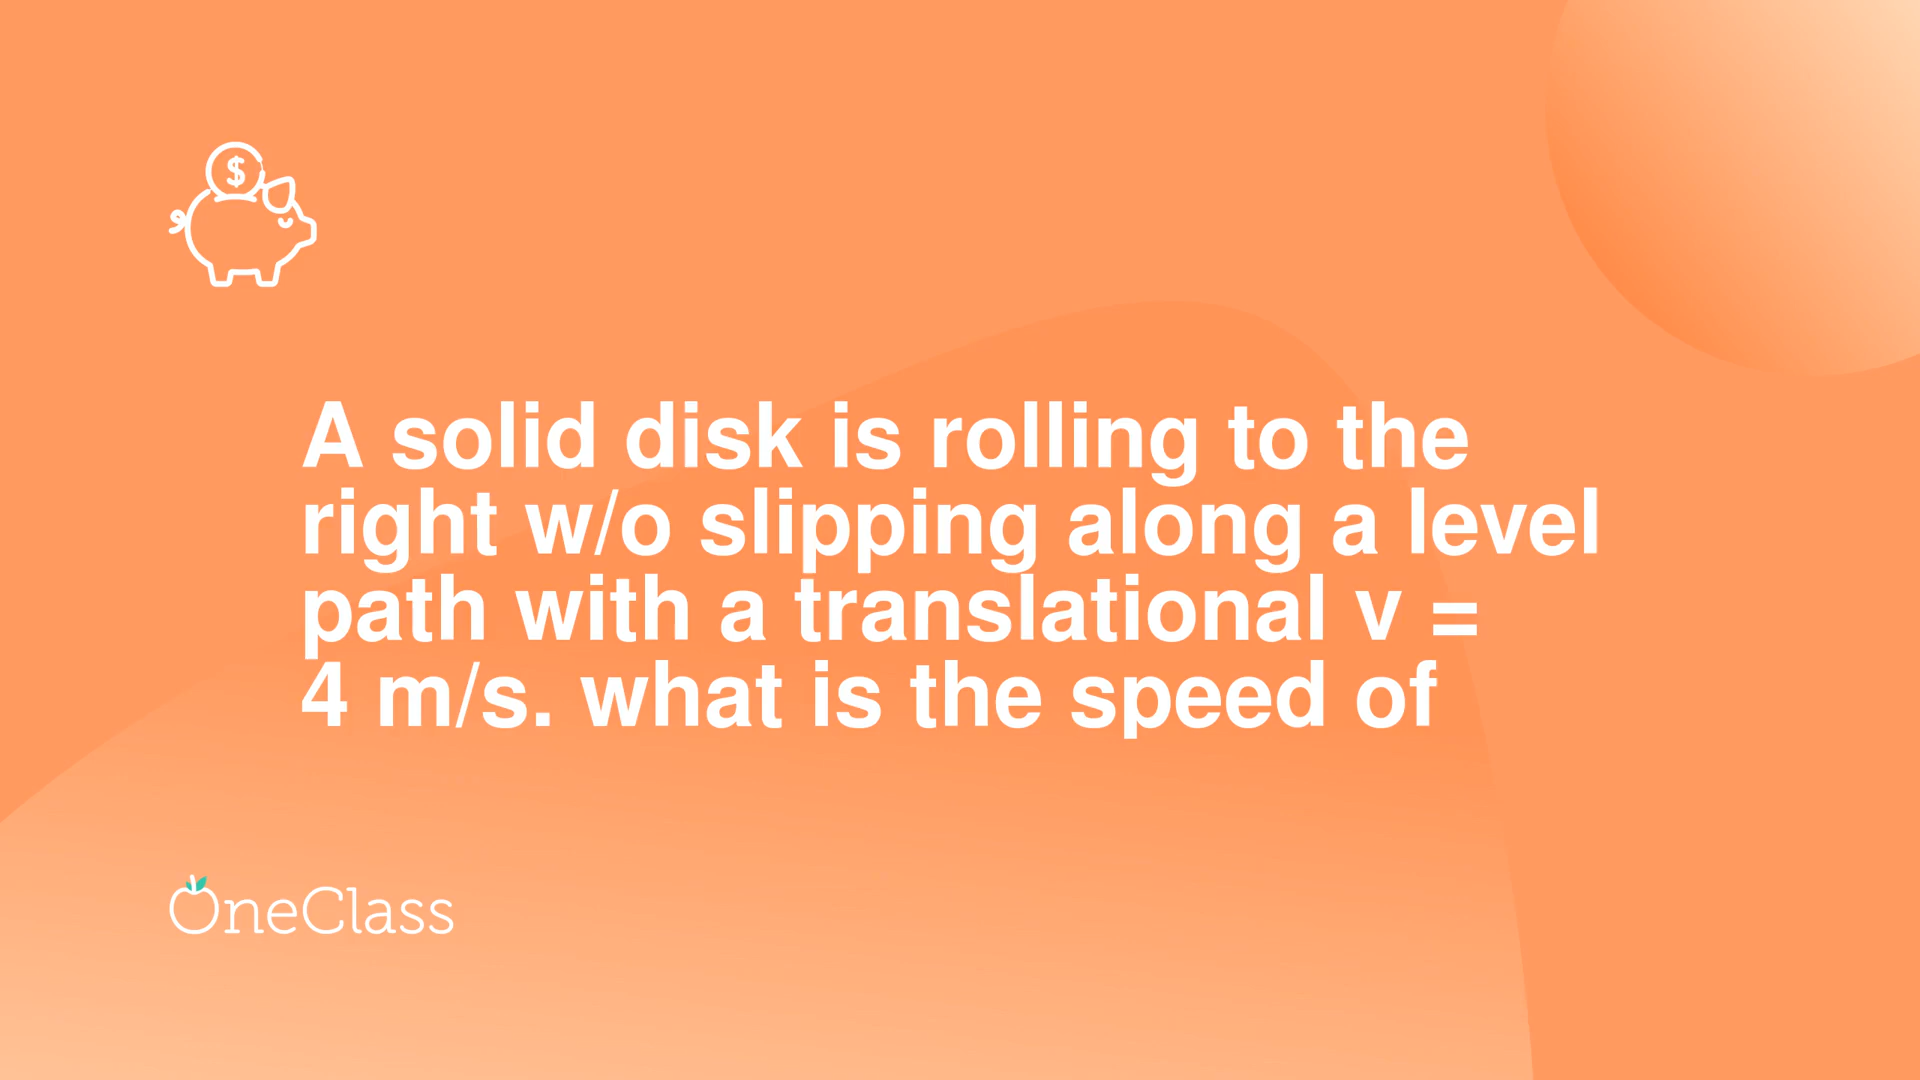 $
A solid disk is rolling to the
right w/o slipping along a level
path with a translational v =
4 m/s. what is the speed of
OneClass